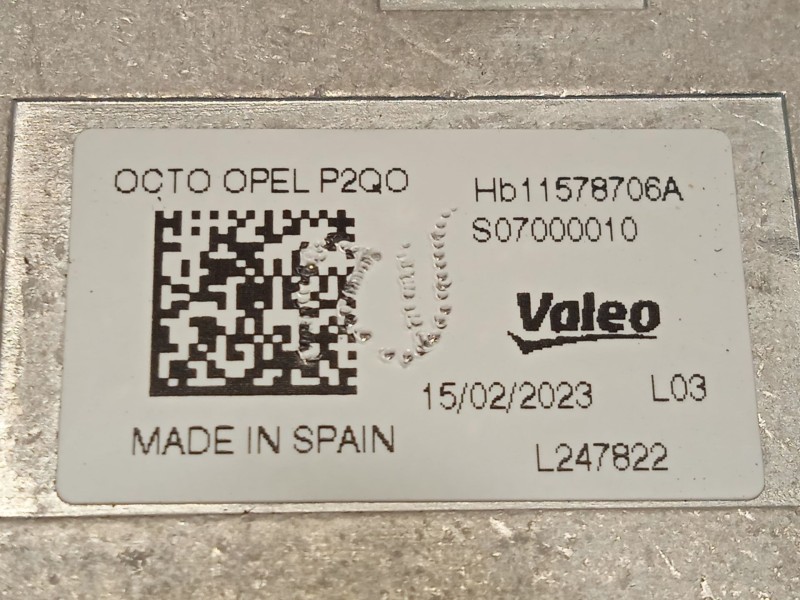 OCTO OPEL P2QO
Hb11578706A
S07000010
Valeo
15/02/2023 L03
MADE IN SPAIN
L247822